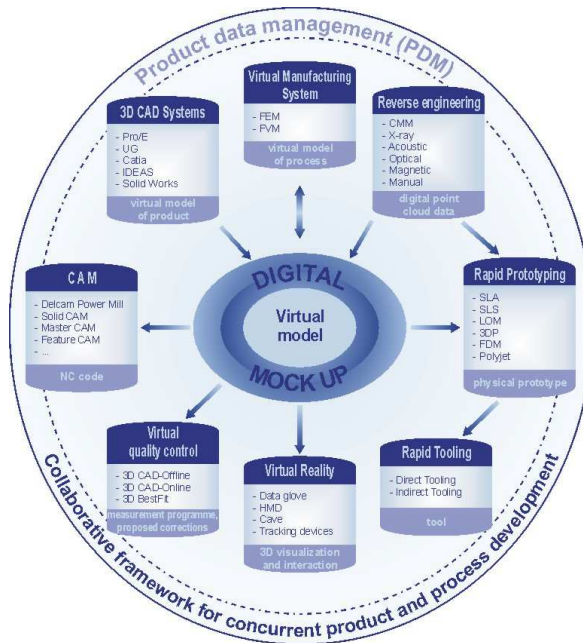 Product data management (PDM)
Virtual Manufacturing
System
- FEM
- FVM
virtual model
of process
3D CAD Systems
- Pro/E
- UG
- Catia
- IDEAS
- Solid Works
virtual model
of product
Reverse engineering
- CMM
- X-ray
- Acoustic
- Optical
- Magnetic
- Manual
digital point
cloud data
DIGITAL
Virtual
model
MOCK UP
CAM
- Delcam Power Mill
- Solid CAM
- Master CAM
- Feature CAM
- ...
NC code
Rapid Prototyping
- SLA
- SLS
- LOM
- 3DP
- FDM
- Polyjet
physical prototype
Virtual
quality control
- 3D CAD-Offline
- 3D CAD-Online
- 3D BestFit
measurement programme,
proposed corrections
Virtual Reality
- Data glove
- HMD
- Cave
- Tracking devices
3D visualization
and interaction
Rapid Tooling
- Direct Tooling
- Indirect Tooling
tool
Collaborative framework for concurrent product and process development